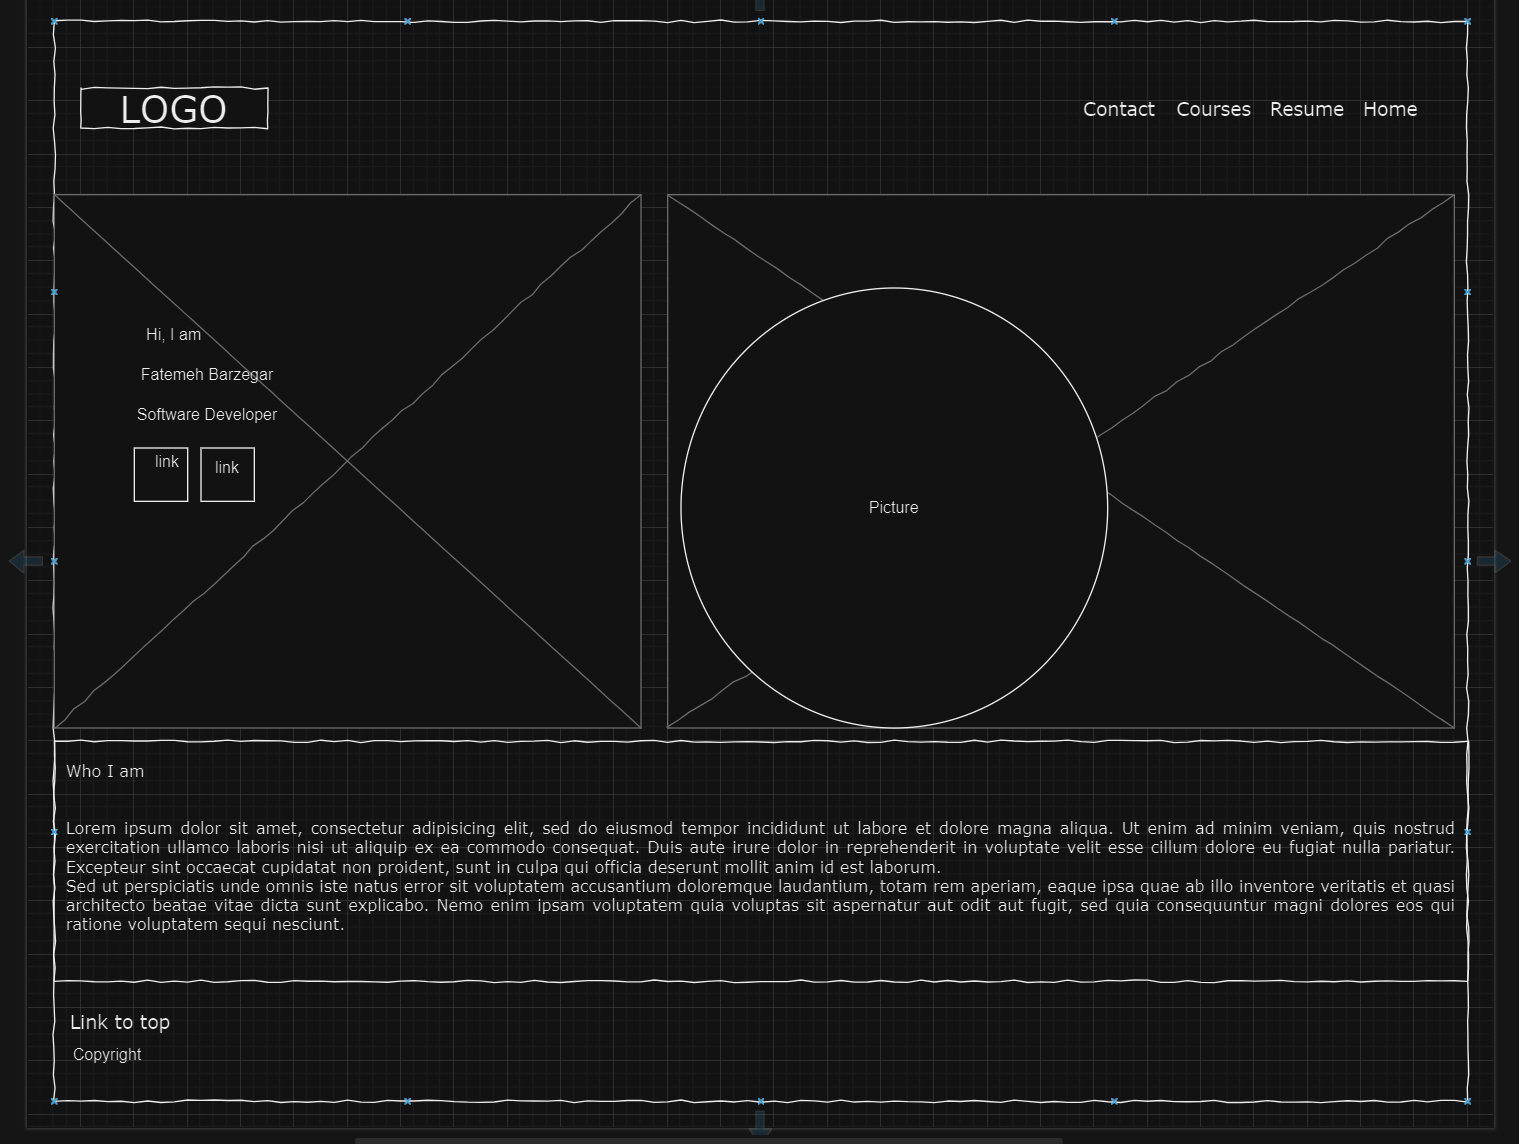 LOGO
Contact Courses Resume Home
Hi, I am
Fatemeh Barzegar
Software Developer
link link
Picture
Who I am
Lorem ipsum dolor sit amet, consectetur adipisicing elit, sed do eiusmod tempor incididunt ut labore et dolore magna aliqua. Ut enim ad minim veniam, quis nostrud
exercitation ullamco laboris nisi ut aliquip ex ea commodo consequat. Duis aute irure dolor in reprehenderit in voluptate velit esse cillum dolore eu fugiat nulla pariatur.
Excepteur sint occaecat cupidatat non proident, sunt in culpa qui officia deserunt mollit anim id est laborum.
Sed ut perspiciatis unde omnis iste natus error sit voluptatem accusantium doloremque laudantium, totam rem aperiam, eaque ipsa quae ab illo inventore veritatis et quasi
architecto beatae vitae dicta sunt explicabo. Nemo enim ipsam voluptatem quia voluptas sit aspernatur aut odit aut fugit, sed quia consequuntur magni dolores eos qui
ratione voluptatem sequi nesciunt.
Link to top
Copyright